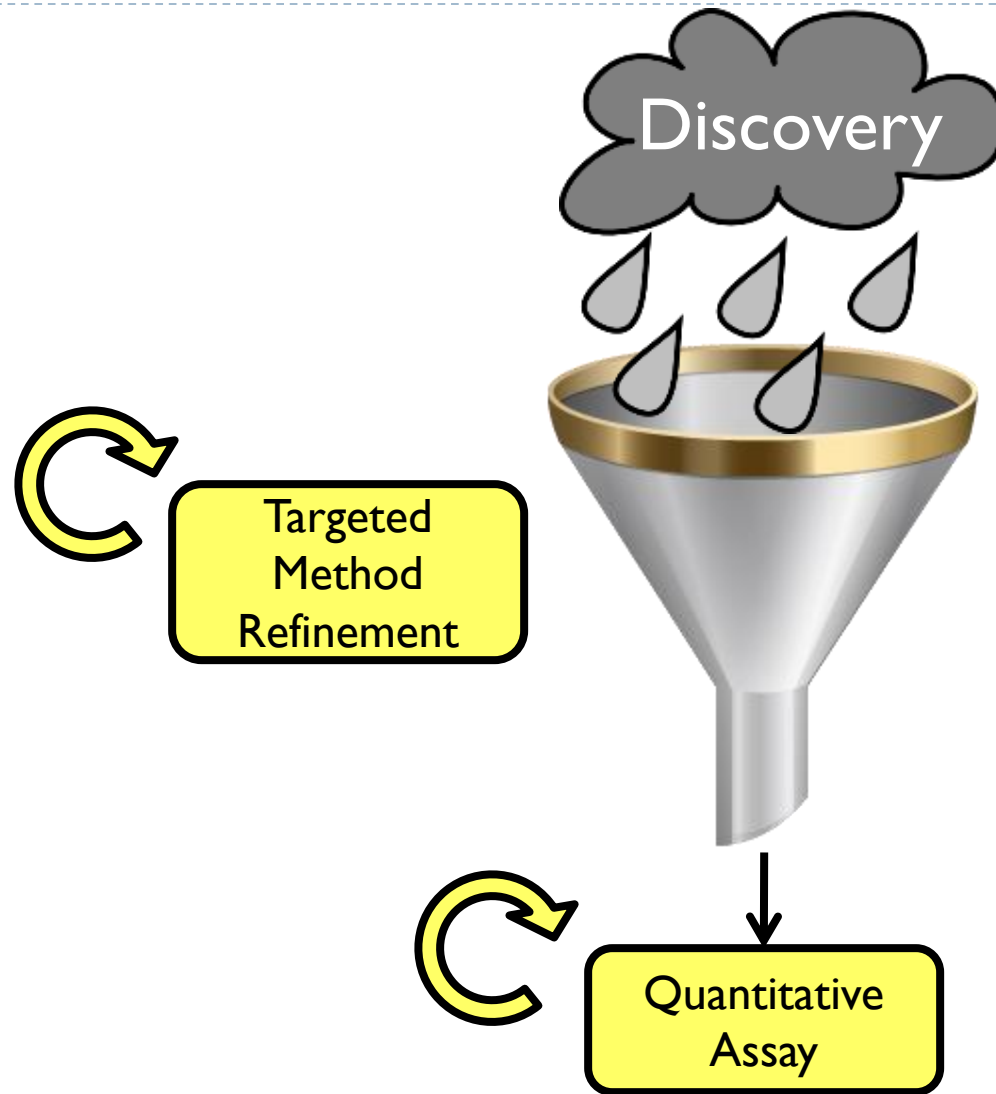 Discovery
Targeted
Method
Refinement
Quantitative
Assay